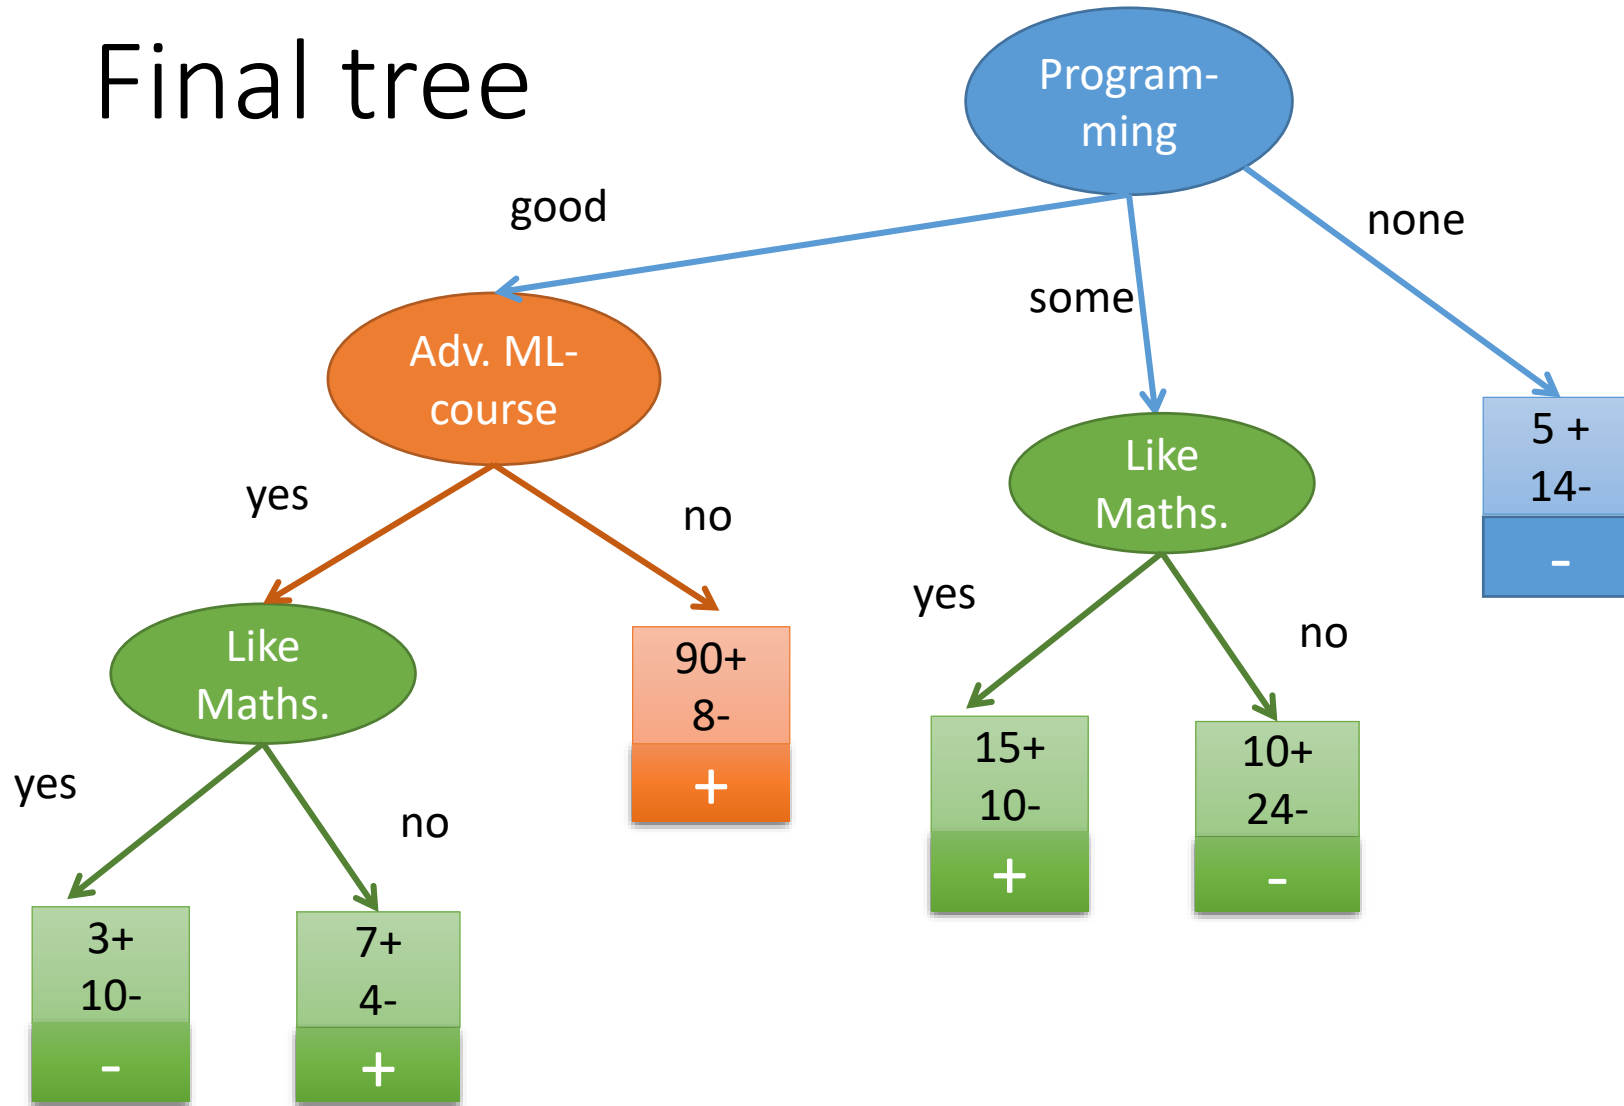 Final tree
Program-
ming
good
some
none
Adv. ML-
course
Like
Maths.
5 +
14-
-
yes
no
yes
no
Like
Maths.
90+
8-
+
15+
10-
+
10+
24-
-
yes
no
3+
10-
-
7+
4-
+